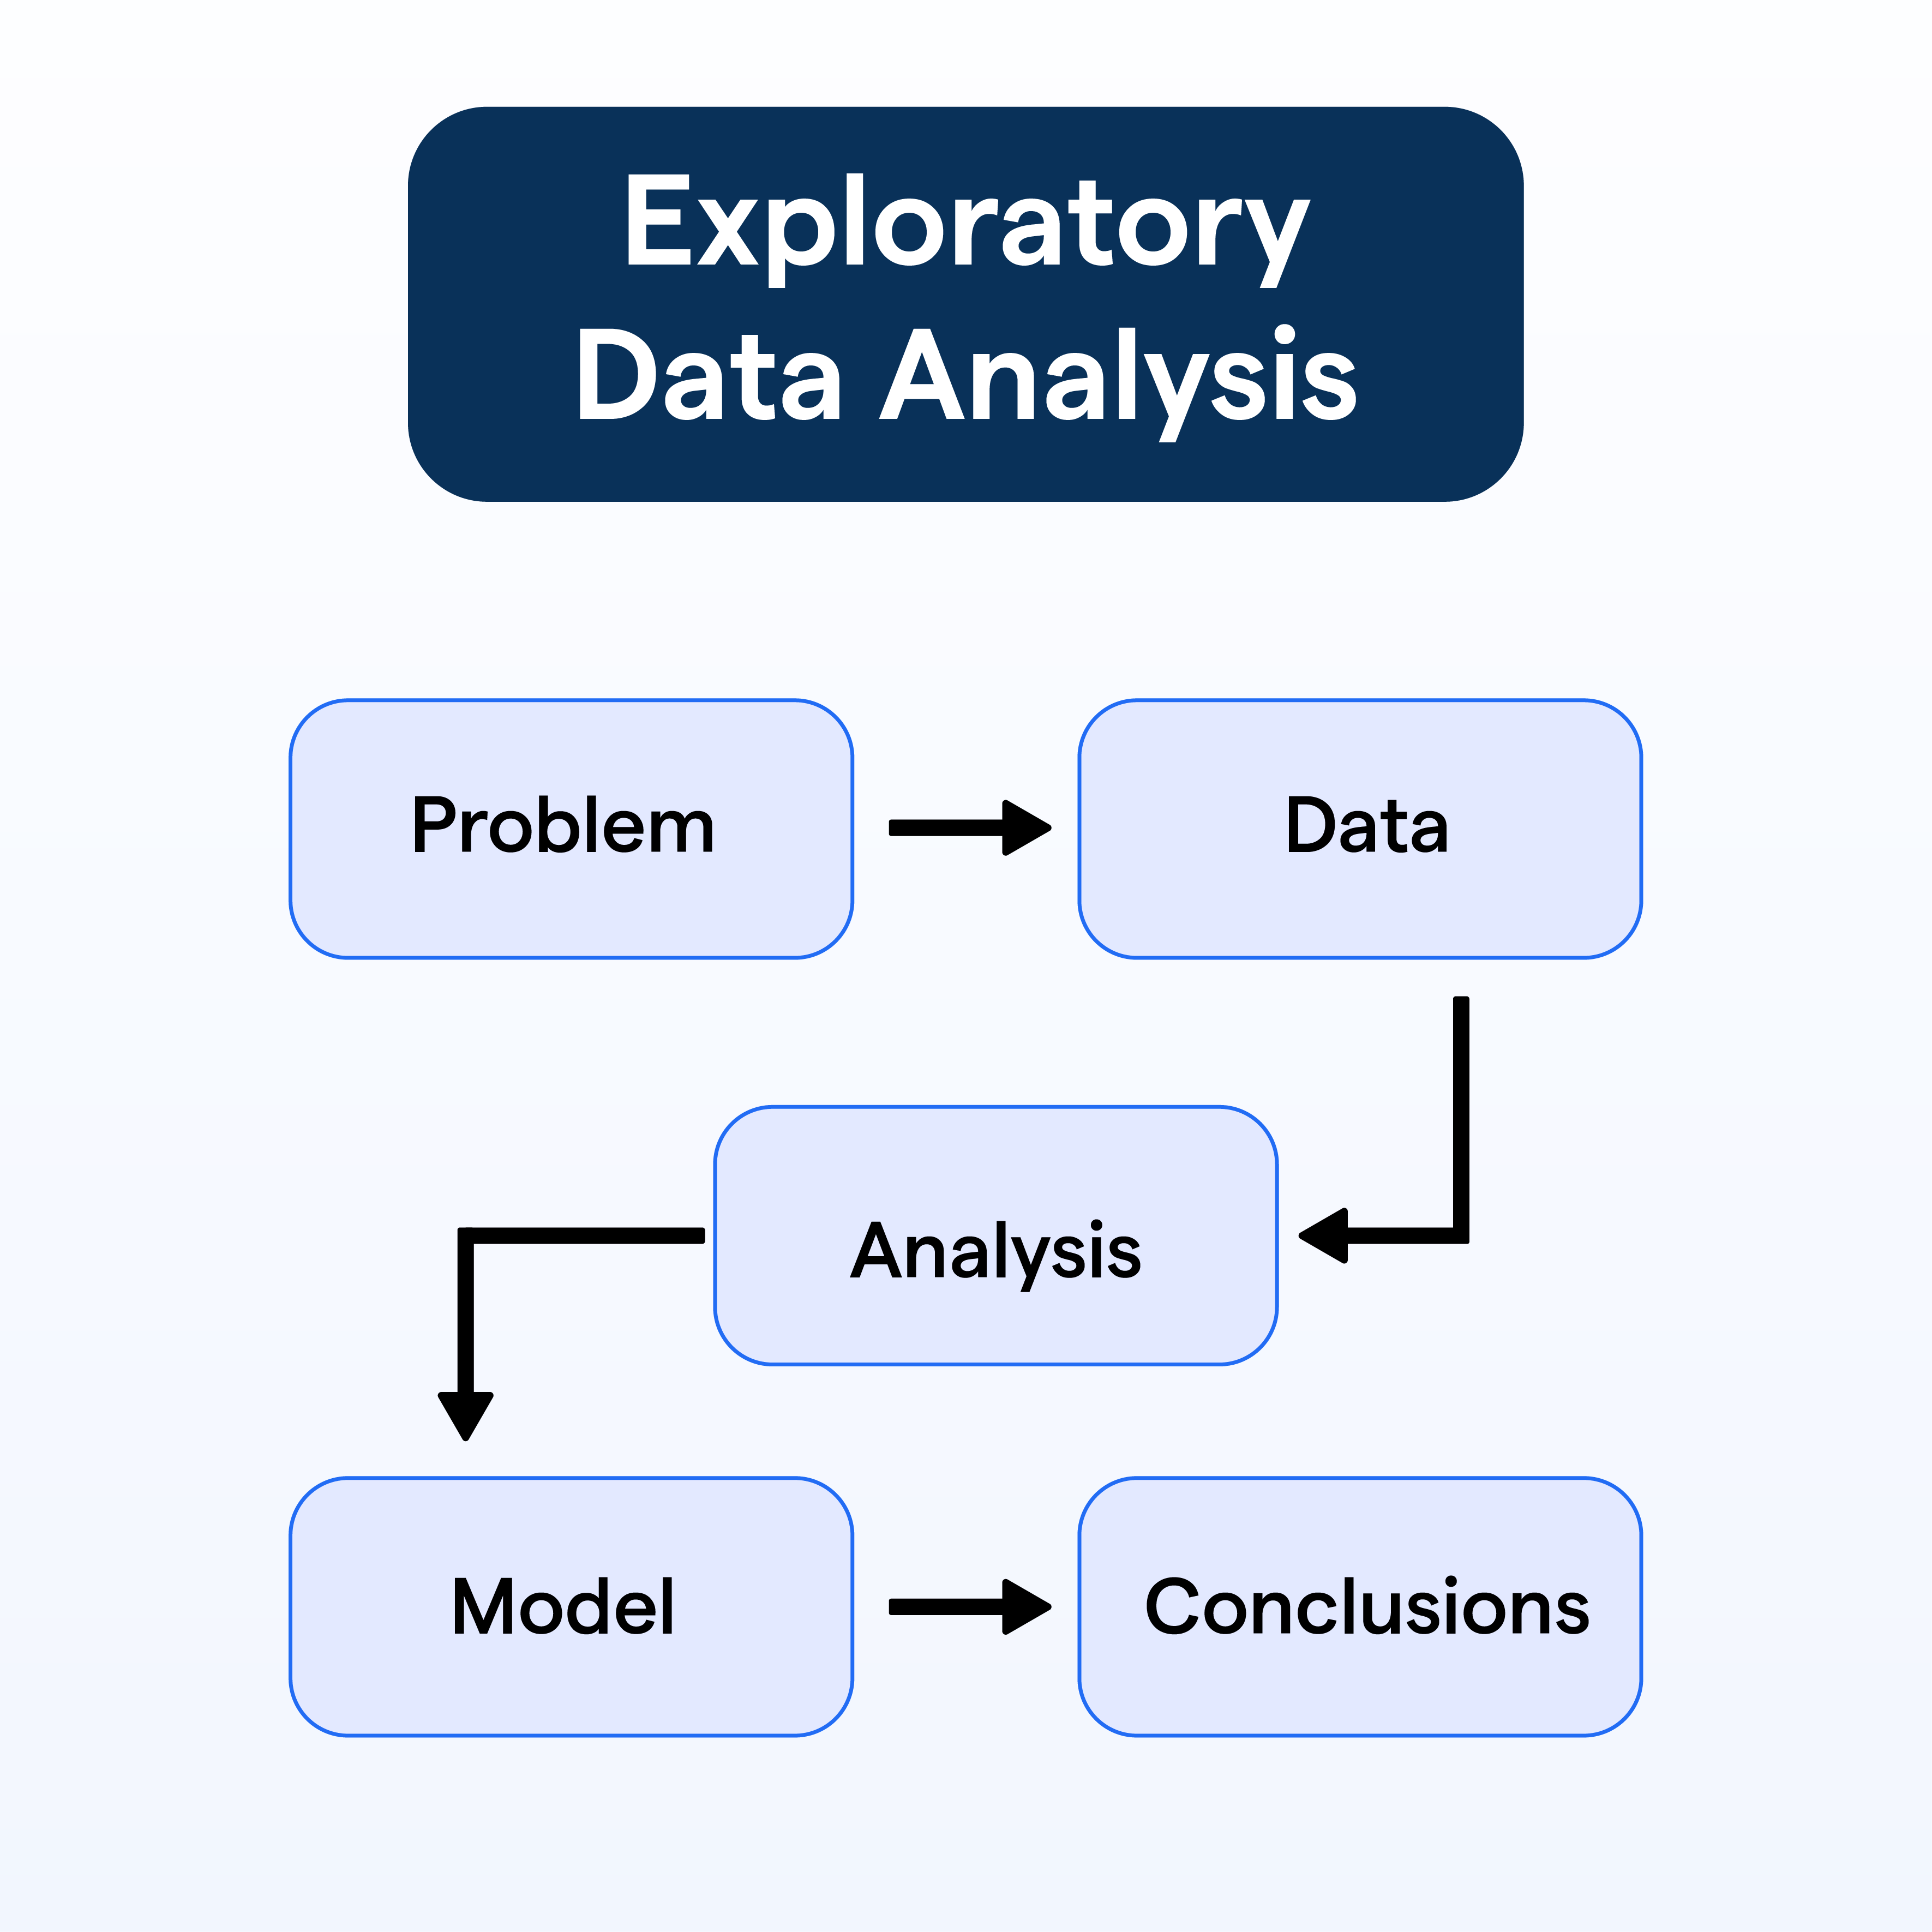 Exploratory
Data Analysis
Problem
Data
Analysis
Model
Conclusions